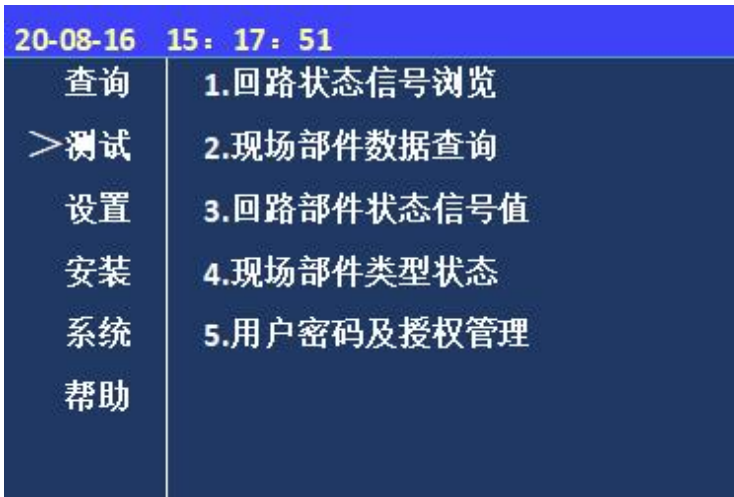 20-08-16 15：17：51
查询
>测试
设置
安装
系统
帮助
1.回路状态信号浏览
2.现场部件数据查询
3.回路部件状态信号值
4.现场部件类型状态
5.用户密码及授权管理